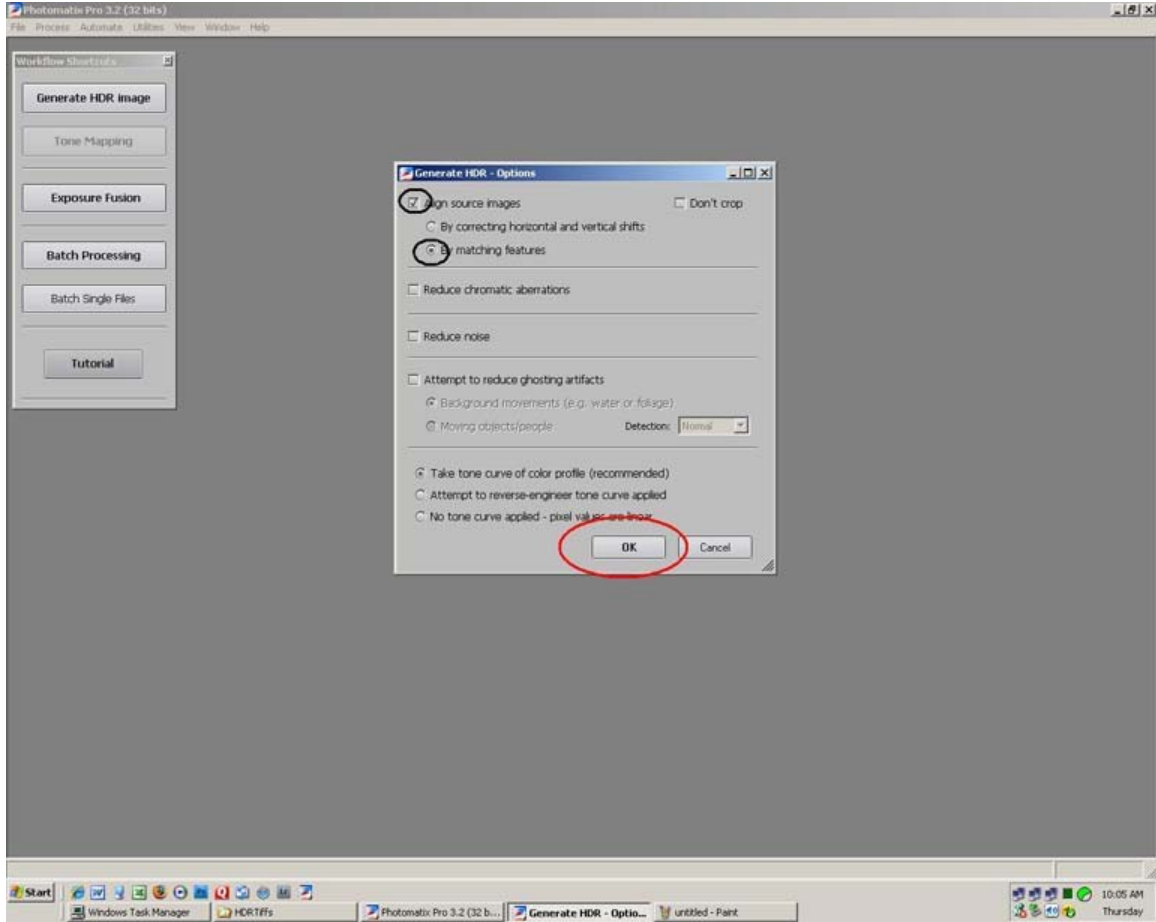 Photomatix Pro 3.2 (32 bits)
File Process Automate Utilities View Window Help
Workflow Shortcuts
Generate HDR image
Tone Mapping
Exposure Fusion
Batch Processing
Batch Single Files
Tutorial
Generate HDR - Options
Align source images Don't crop
By correcting horizontal and vertical shifts
By matching features
Reduce chromatic aberrations
Reduce noise
Attempt to reduce ghosting artifacts
Background movements (e.g. water or foliage)
Moving objects/people Detection: Normal
Take tone curve of color profile (recommended)
Attempt to reverse-engineer tone curve applied
No tone curve applied - pixel values are linear
OK Cancel
Start 10:05 AM
Windows Task Manager HDRTiffs Photomatix Pro 3.2 (32 b... Generate HDR - Optio... untitled - Paint Thursday